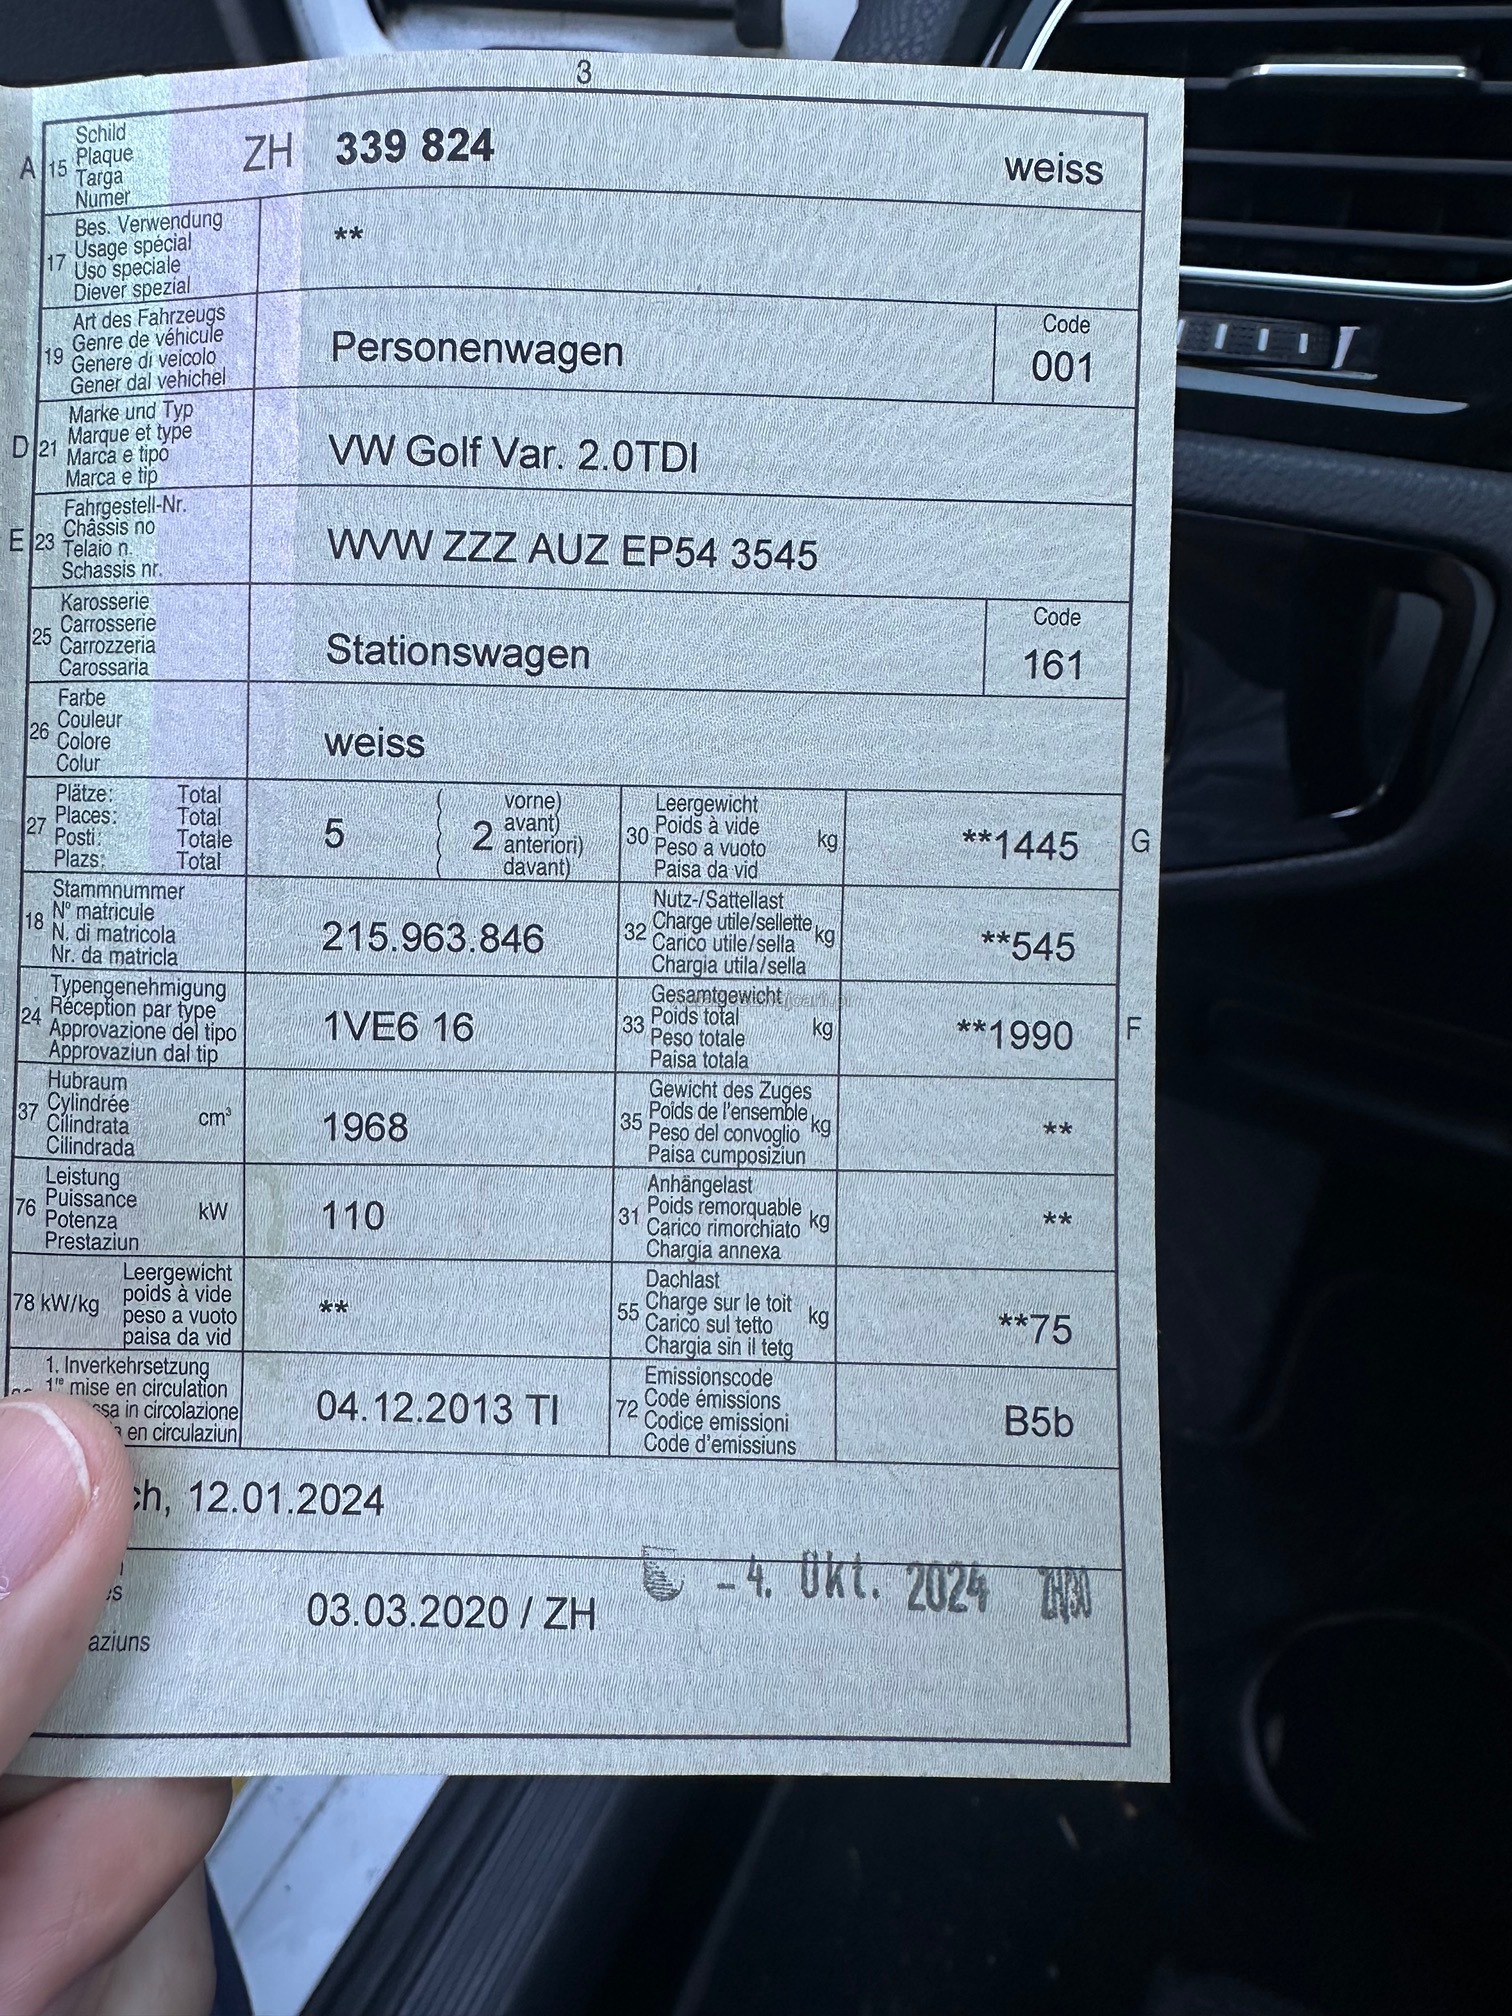 3
A 15 Schild
Plaque
Targa
Numer
ZH 339 824 weiss
17 Bes. Verwendung
Usage spécial
Uso speciale
Diever spezial
**
19 Art des Fahrzeugs
Genre de véhicule
Genere di veicolo
Gener dal vehichel
Personenwagen
Code
001
D 21 Marke und Typ
Marque et type
Marca e tipo
Marca e tip
VW Golf Var. 2.0TDI
E 23 Fahrgestell-Nr.
Châssis no
Telaio n.
Schassis nr.
WVW ZZZ AUZ EP54 3545
25 Karosserie
Carrosserie
Carrozzeria
Carossaria
Stationswagen
Code
161
26 Farbe
Couleur
Colore
Colur
weiss
27 Plätze: Total
Places: Total
Posti: Totale
Plazs: Total
5 ( 2 vorne)
avant)
anteriori)
davant)
30 Leergewicht
Poids à vide
Peso a vuoto
Paisa da vid
kg **1445 G
18 Stammnummer
N° matricule
N. di matricola
Nr. da matricla
215.963.846
32 Nutz-/Sattellast
Charge utile/sellette
Carico utile/sella
Chargia utila/sella
kg **545
24 Typengenehmigung
Réception par type
Approvazione del tipo
Approvaziun dal tip
1VE6 16
33 Gesamtgewicht
Poids total
Peso totale
Paisa totala
kg **1990 F
37 Hubraum
Cylindrée
Cilindrata
Cilindrada
cm³ 1968
35 Gewicht des Zuges
Poids de l'ensemble
Peso del convoglio
Paisa cumposiziun
kg **
76 Leistung
Puissance
Potenza
Prestaziun
kW 110
31 Anhängelast
Poids remorquable
Carico rimorchiato
Chargia annexa
kg **
78 kW/kg Leergewicht
poids à vide
peso a vuoto
paisa da vid
**
55 Dachlast
Charge sur le toit
Carico sul tetto
Chargia sin il tetg
kg **75
1. Inverkehrsetzung
1re mise en circulation
ssa in circolazione
en circulaziun
04.12.2013 TI
72 Emissionscode
Code émissions
Codice emissioni
Code d'emissiuns
B5b
ch, 12.01.2024
- 4. Okt. 2024 ZH30
03.03.2020 / ZH
aziuns